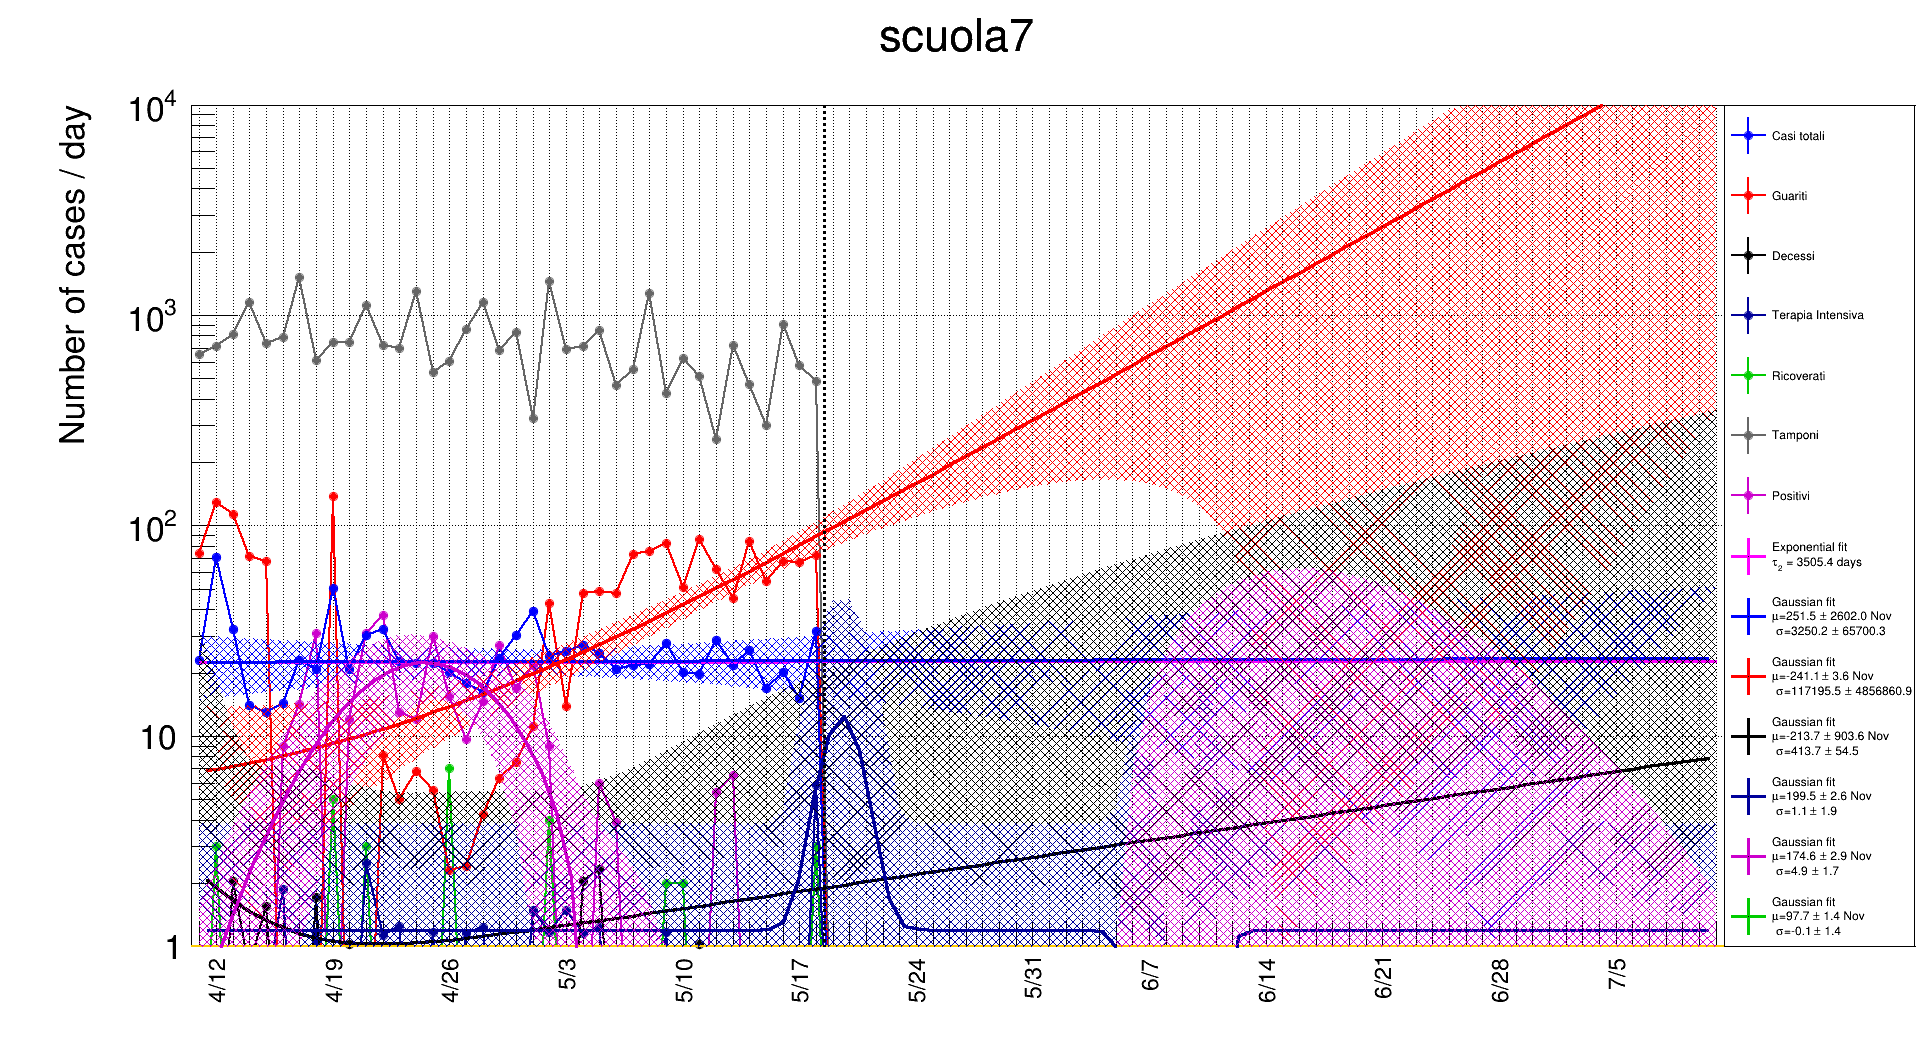 scuola7
Number of cases / day
10^4
10^3
10^2
10
1
4/12
4/19
4/26
5/3
5/10
5/17
5/24
5/31
6/7
6/14
6/21
6/28
7/5
Casi totali
Guariti
Decessi
Terapia Intensiva
Ricoverati
Tamponi
Positivi
Exponential fit
τ2 = 3505.4 days
Gaussian fit
μ=251.5 ± 2602.0 Nov
σ=3250.2 ± 65700.3
Gaussian fit
μ=-241.1 ± 3.6 Nov
σ=117195.5 ± 4856860.9
Gaussian fit
μ=-213.7 ± 903.6 Nov
σ=413.7 ± 54.5
Gaussian fit
μ=199.5 ± 2.6 Nov
σ=1.1 ± 1.9
Gaussian fit
μ=174.6 ± 2.9 Nov
σ=4.9 ± 1.7
Gaussian fit
μ=97.7 ± 1.4 Nov
σ=-0.1 ± 1.4